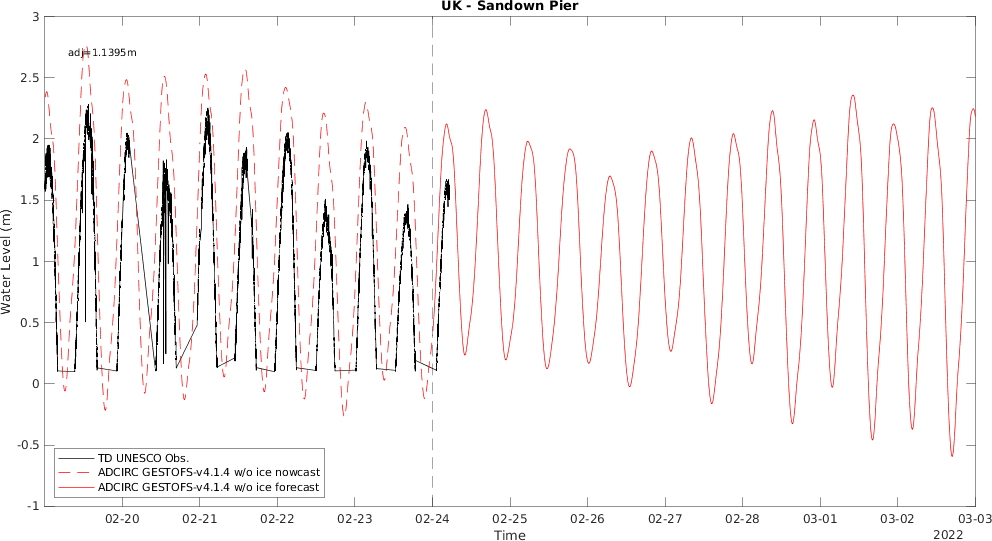 UK - Sandown Pier
adj=1.1395m
3
2.5
2
1.5
1
0.5
0
-0.5
-1
Water Level (m)
TD UNESCO Obs.
ADCIRC GESTOFS-v4.1.4 w/o ice nowcast
ADCIRC GESTOFS-v4.1.4 w/o ice forecast
02-20 02-21 02-22 02-23 02-24 02-25 02-26 02-27 02-28 03-01 03-02 03-03
Time
2022